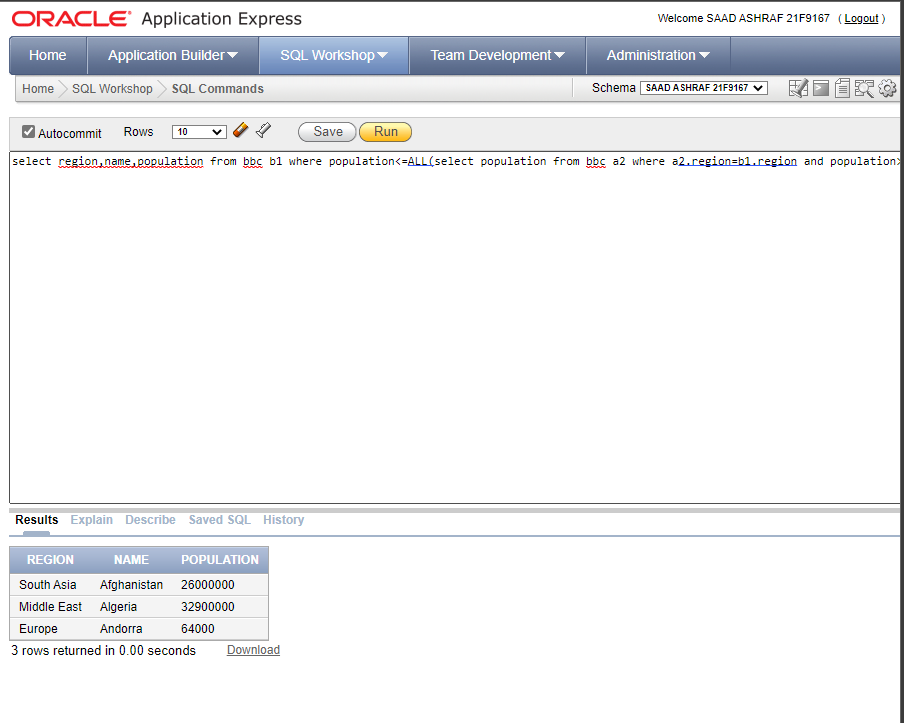 ORACLE® Application Express Welcome SAAD ASHRAF 21F9167 ( Logout )
Home Application Builder SQL Workshop Team Development Administration
Home SQL Workshop SQL Commands Schema SAAD ASHRAF 21F9167
Autocommit Rows 10 Save Run
select region,name,population from bbc b1 where population<=ALL(select population from bbc a2 where a2.region=b1.region and population>
Results Explain Describe Saved SQL History
REGION NAME POPULATION
South Asia Afghanistan 26000000
Middle East Algeria 32900000
Europe Andorra 64000
3 rows returned in 0.00 seconds Download